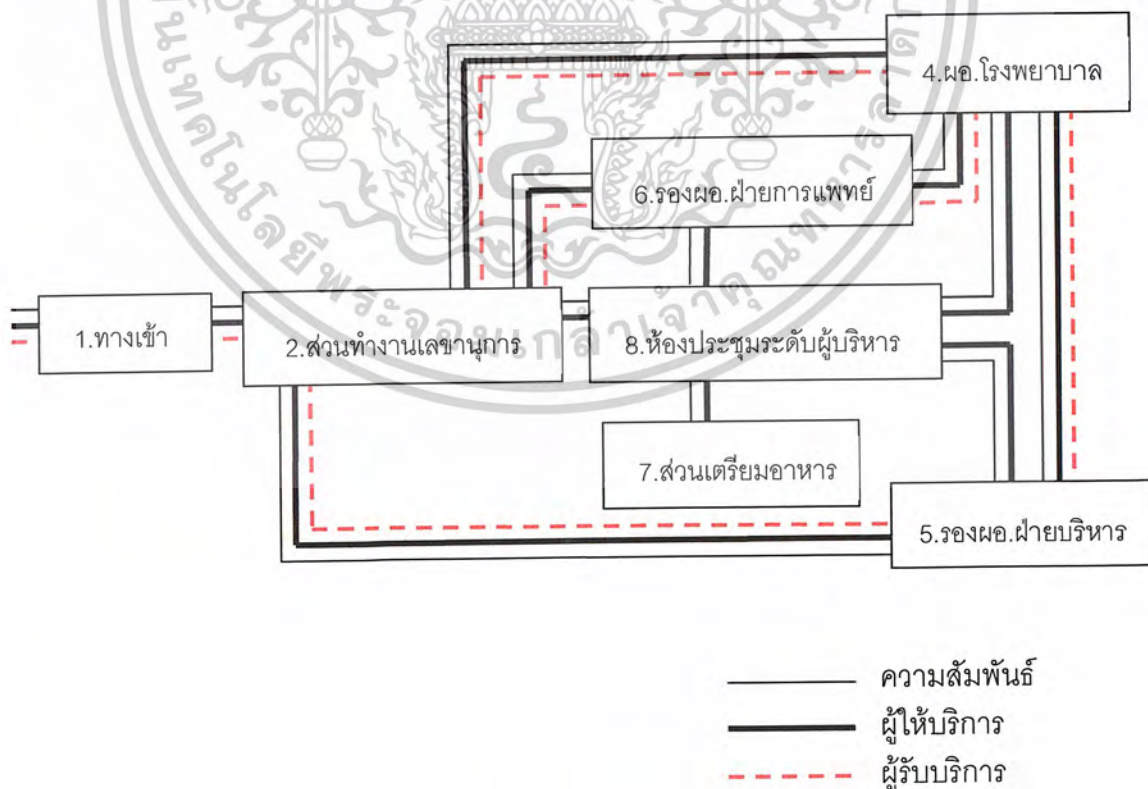 4.ผอ.โรงพยาบาล
6.รองผอ.ฝ่ายการแพทย์
1.ทางเข้า
2.ส่วนทำงานเลขานุการ
8.ห้องประชุมระดับผู้บริหาร
7.ส่วนเตรียมอาหาร
5.รองผอ.ฝ่ายบริหาร
ความสัมพันธ์
ผู้ให้บริการ
ผู้รับบริการ